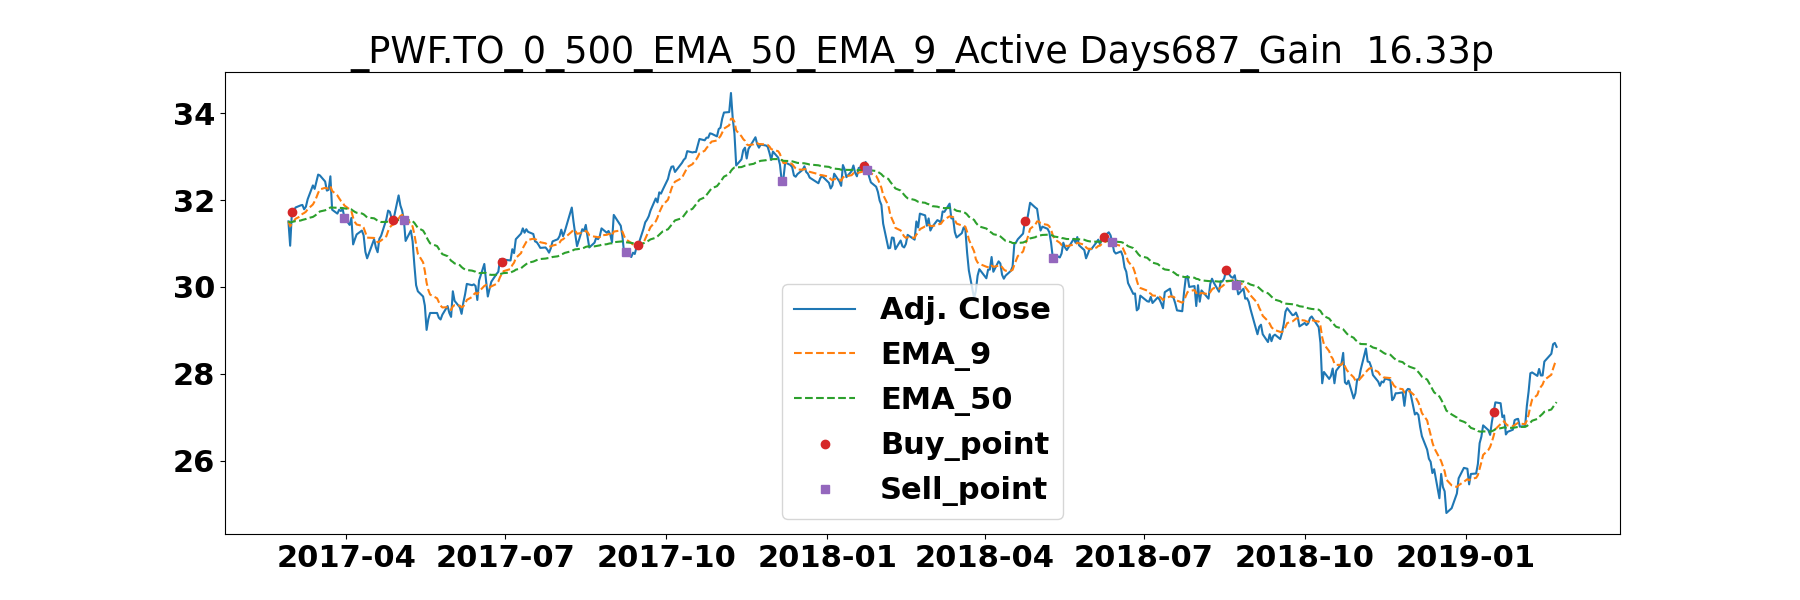 _PWF.TO_0_500_EMA_50_EMA_9_Active Days687_Gain  16.33p
34
32
30
28
26
Adj. Close
EMA_9
EMA_50
Buy_point
Sell_point
2017-04 2017-07 2017-10 2018-01 2018-04 2018-07 2018-10 2019-01